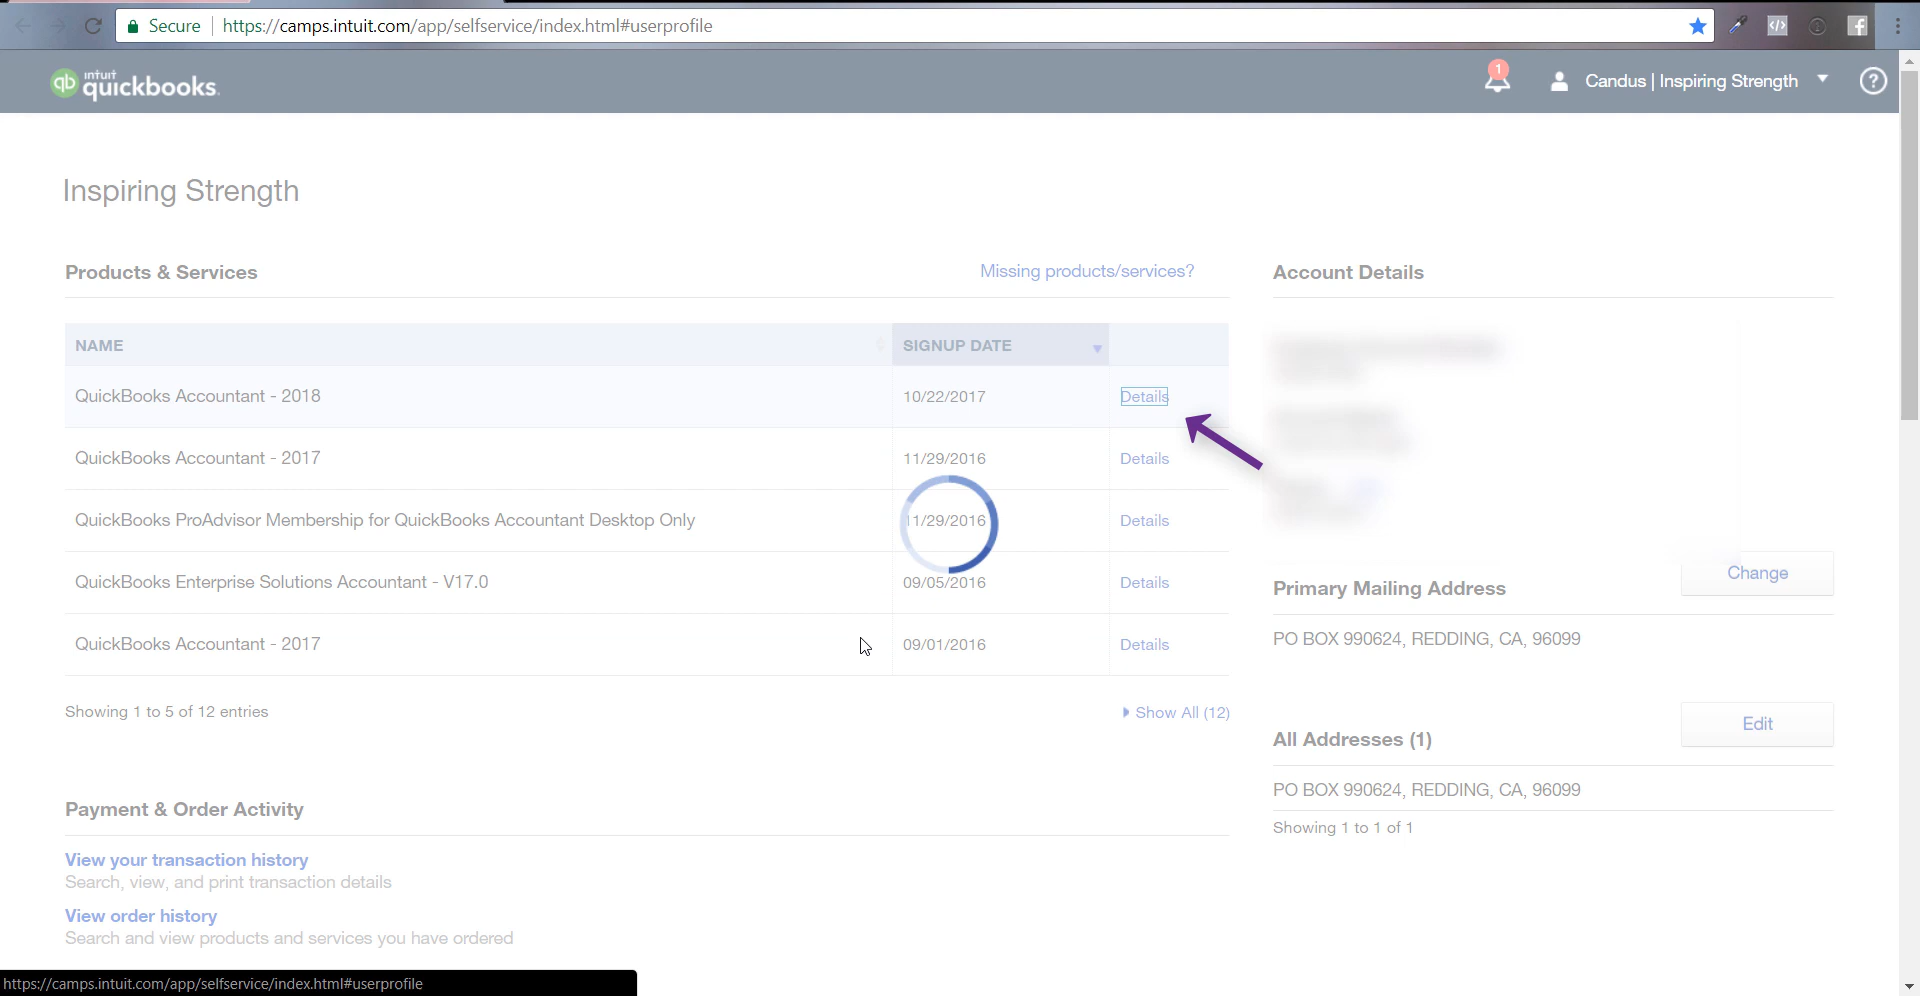 Secure https://camps.intuit.com/app/selfservice/index.html#userprofile
intuit
qb quickbooks.
1
Candus | Inspiring Strength
?
Inspiring Strength
Products & Services
Missing products/services?
NAME SIGNUP DATE
QuickBooks Accountant - 2018 10/22/2017 Details
QuickBooks Accountant - 2017 11/29/2016 Details
QuickBooks ProAdvisor Membership for QuickBooks Accountant Desktop Only 11/29/2016 Details
QuickBooks Enterprise Solutions Accountant - V17.0 09/05/2016 Details
QuickBooks Accountant - 2017 09/01/2016 Details
Showing 1 to 5 of 12 entries
Show All (12)
Payment & Order Activity
View your transaction history
Search, view, and print transaction details
View order history
Search and view products and services you have ordered
Account Details
Change
Primary Mailing Address
PO BOX 990624, REDDING, CA, 96099
Edit
All Addresses (1)
PO BOX 990624, REDDING, CA, 96099
Showing 1 to 1 of 1
https://camps.intuit.com/app/selfservice/index.html#userprofile